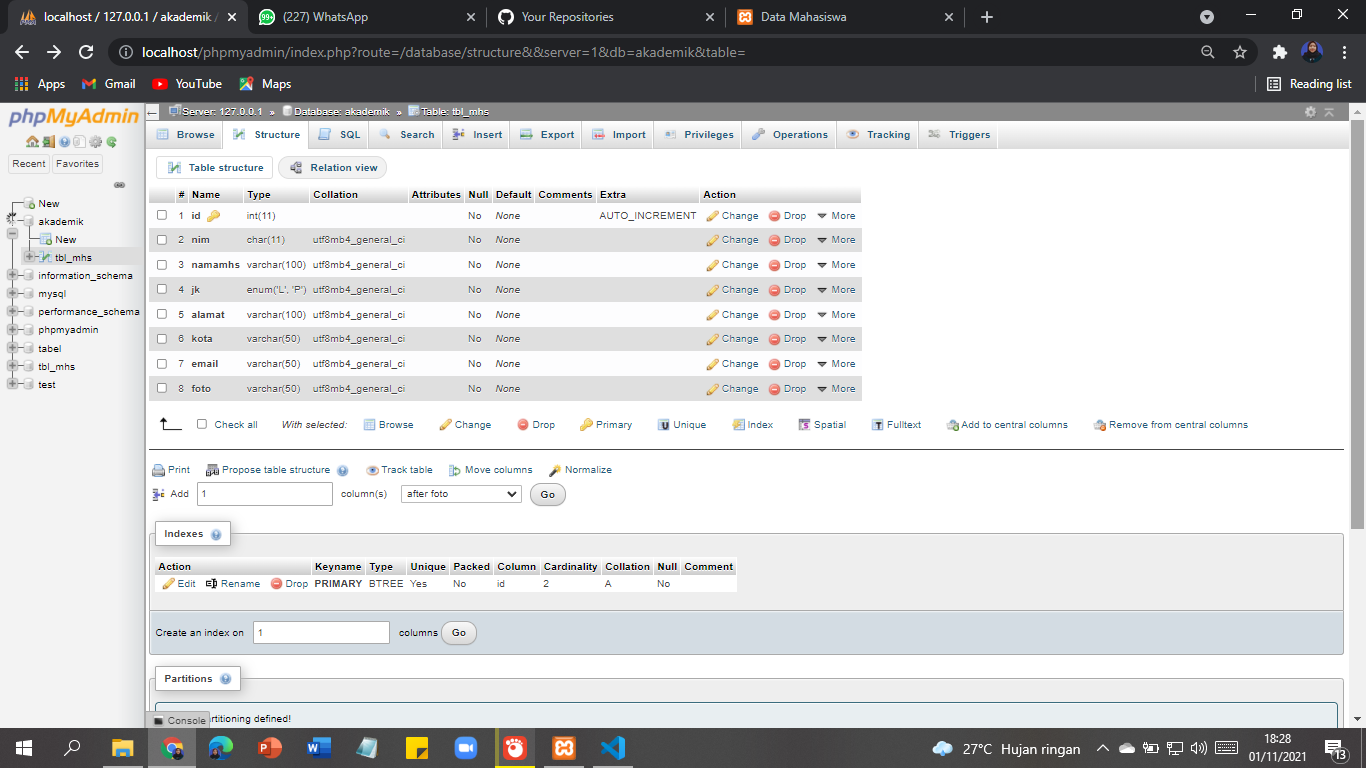 localhost / 127.0.0.1 / akademik /
99+ (227) WhatsApp
Your Repositories
Data Mahasiswa
localhost/phpmyadmin/index.php?route=/database/structure&&server=1&db=akademik&table=
Apps Gmail YouTube Maps Reading list
phpMyAdmin
Recent Favorites
New
akademik
New
tbl_mhs
information_schema
mysql
performance_schema
phpmyadmin
tabel
tbl_mhs
test
Server: 127.0.0.1 » Database: akademik » Table: tbl_mhs
Browse Structure SQL Search Insert Export Import Privileges Operations Tracking Triggers
Table structure Relation view
# Name Type Collation Attributes Null Default Comments Extra Action
1 id int(11) No None AUTO_INCREMENT Change Drop More
2 nim char(11) utf8mb4_general_ci No None Change Drop More
3 namamhs varchar(100) utf8mb4_general_ci No None Change Drop More
4 jk enum('L', 'P') utf8mb4_general_ci No None Change Drop More
5 alamat varchar(100) utf8mb4_general_ci No None Change Drop More
6 kota varchar(50) utf8mb4_general_ci No None Change Drop More
7 email varchar(50) utf8mb4_general_ci No None Change Drop More
8 foto varchar(50) utf8mb4_general_ci No None Change Drop More
Check all With selected: Browse Change Drop Primary Unique Index Spatial Fulltext Add to central columns Remove from central columns
Print Propose table structure Track table Move columns Normalize
Add 1 column(s) after foto Go
Indexes
Action Keyname Type Unique Packed Column Cardinality Collation Null Comment
Edit Rename Drop PRIMARY BTREE Yes No id 2 A No
Create an index on 1 columns Go
Partitions
rtitioning defined!
Console
27°C Hujan ringan
18:28
01/11/2021
13